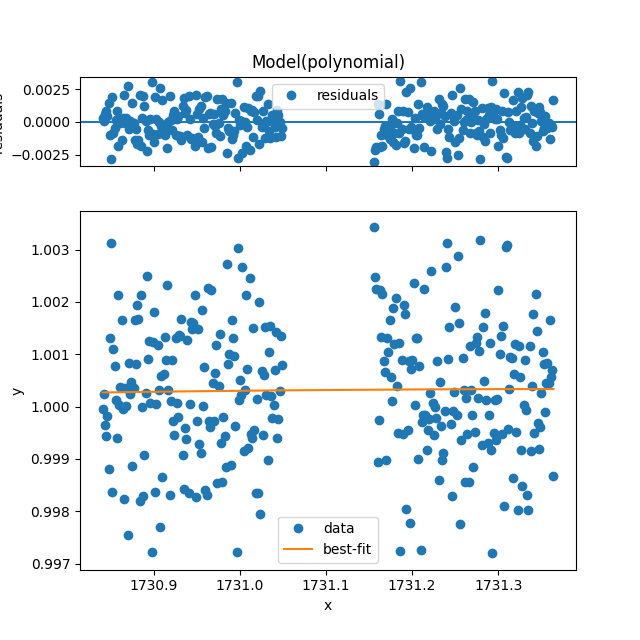 Model(polynomial)
0.0025
0.0000
−0.0025
residuals
1.003
1.002
1.001
1.000
0.999
0.998
0.997
y
data
best-fit
1730.9
1731.0
1731.1
1731.2
1731.3
x